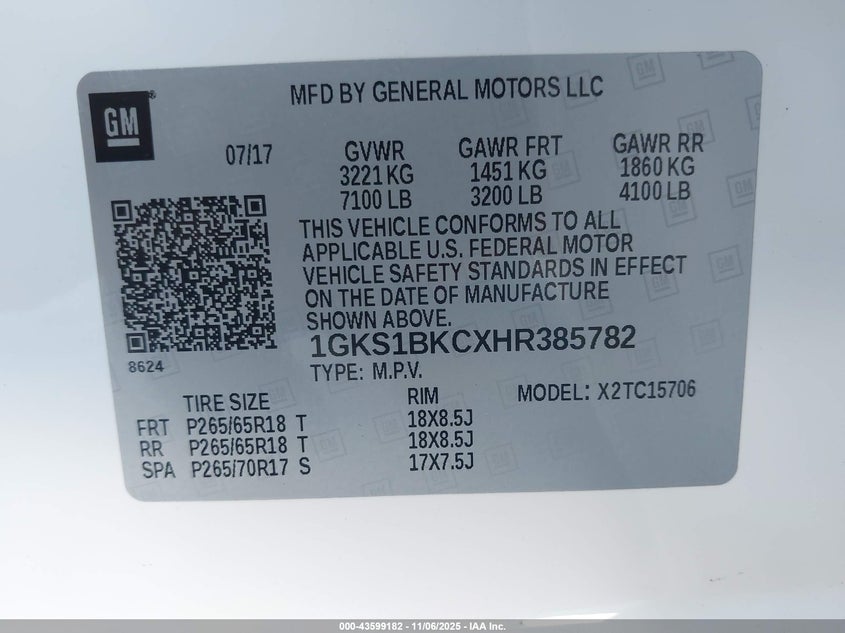 MFD BY GENERAL MOTORS LLC
GM®
07/17
GVWR GAWR FRT GAWR RR
3221 KG 1451 KG 1860 KG
7100 LB 3200 LB 4100 LB
THIS VEHICLE CONFORMS TO ALL
APPLICABLE U.S. FEDERAL MOTOR
VEHICLE SAFETY STANDARDS IN EFFECT
ON THE DATE OF MANUFACTURE
SHOWN ABOVE.
1GKS1BKCXHR385782
8624
TYPE: M.P.V.
TIRE SIZE RIM MODEL: X2TC15706
FRT P265/65R18 T 18X8.5J
RR P265/65R18 T 18X8.5J
SPA P265/70R17 S 17X7.5J
000-43599182 - 11/06/2025 - IAA Inc.